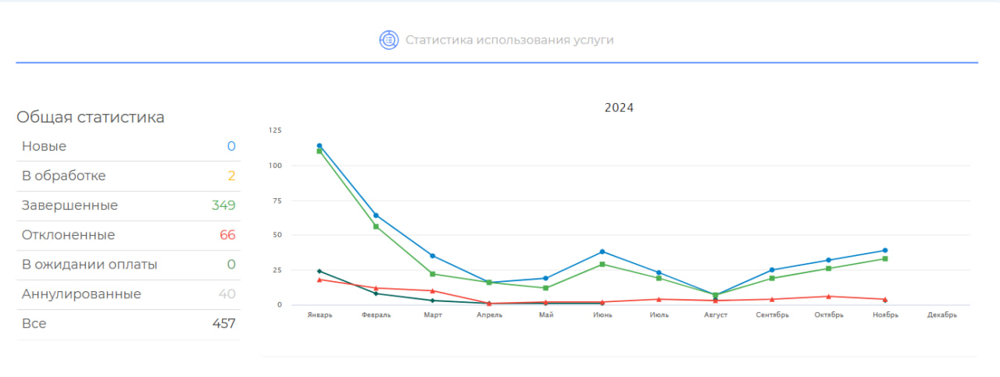 Статистика использования услуги
Общая статистика
Новые 0
В обработке 2
Завершенные 349
Отклоненные 66
В ожидании оплаты 0
Аннулированные 40
Все 457
2024
125
100
75
50
25
0
Январь Февраль Март Апрель Май Июнь Июль Август Сентябрь Октябрь Ноябрь Декабрь